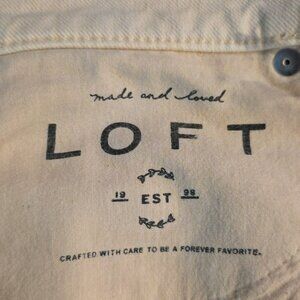 made and loved
LOFT
19 EST 98
CRAFTED WITH CARE TO BE A FOREVER FAVORITE.